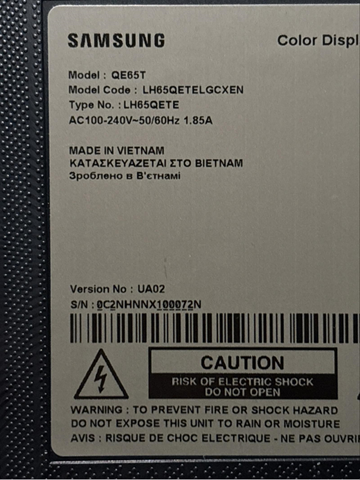 SAMSUNG
Color Displ
Model : QE65T
Model Code : LH65QETELGCXEN
Type No. : LH65QETE
AC100-240V~50/60Hz 1.85A
MADE IN VIETNAM
ΚΑΤΑΣΚΕΥΑΖΕΤΑΙ ΣΤΟ ΒΙΕΤΝΑΜ
Зроблено в В'єтнамі
Version No : UA02
S/N : 0C2NHNNX100072N
CAUTION
RISK OF ELECTRIC SHOCK
DO NOT OPEN
WARNING : TO PREVENT FIRE OR SHOCK HAZARD
DO NOT EXPOSE THIS UNIT TO RAIN OR MOISTURE
AVIS : RISQUE DE CHOC ELECTRIQUE - NE PAS OUVRI